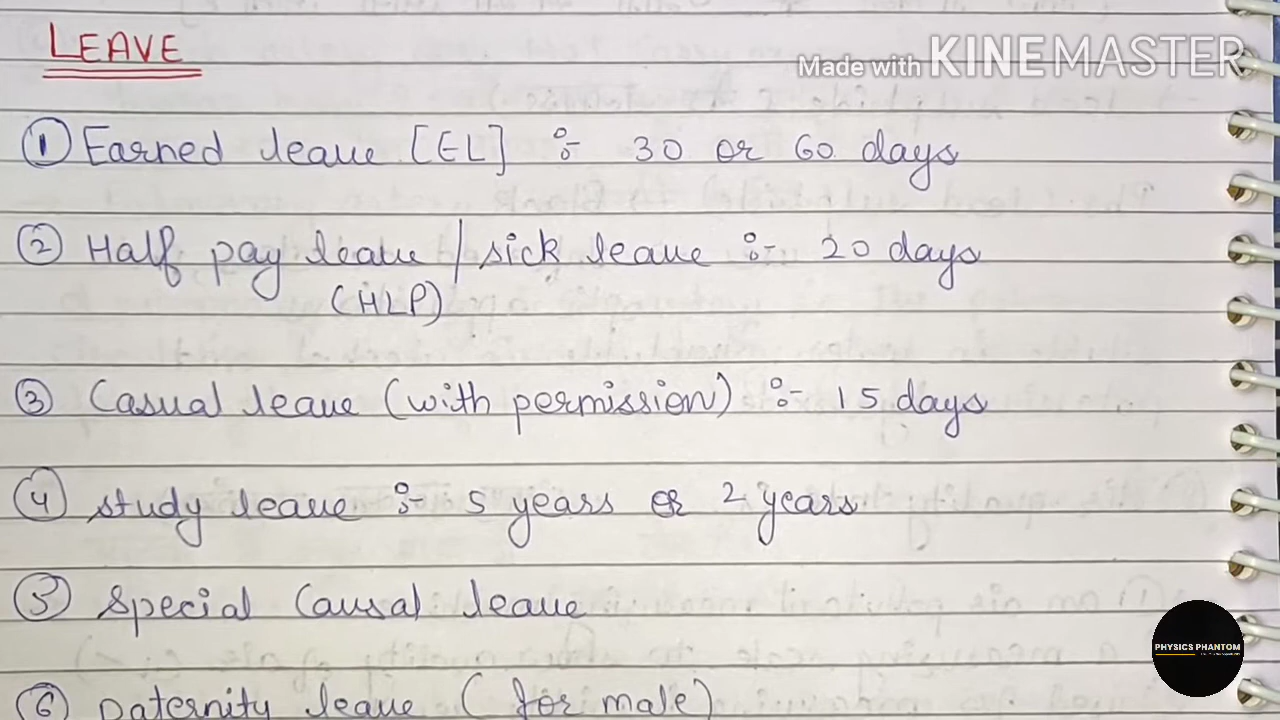 LEAVE
Made with KINEMASTER
① Earned leave [EL] :- 30 or 60 days
② Half pay leave / sick leave :- 20 days
(HLP)
③ Casual leave (with permission) :- 15 days
④ study leave :- 5 years or 2 years
⑤ special Causal leave
PHYSICS PHANTOM
⑥ Paternity leave ( for male)